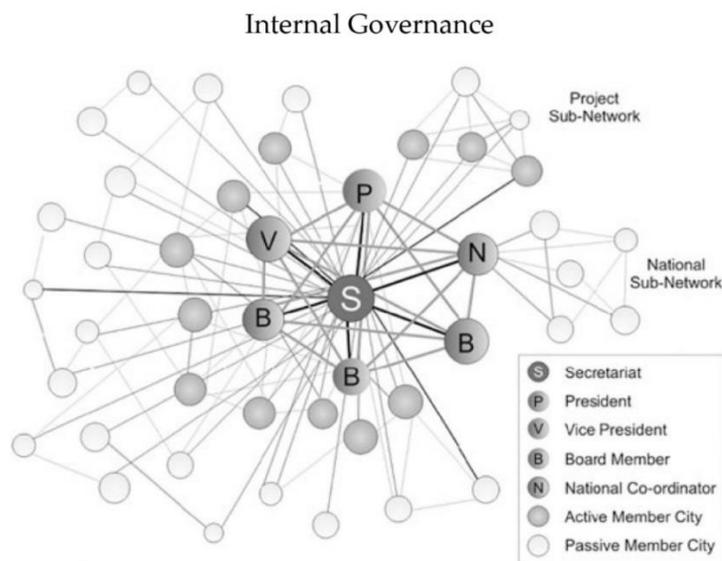 Internal Governance
Project
Sub-Network
P
V
N
National
Sub-Network
S
B
B
B
S Secretariat
P President
V Vice President
B Board Member
N National Co-ordinator
Active Member City
Passive Member City